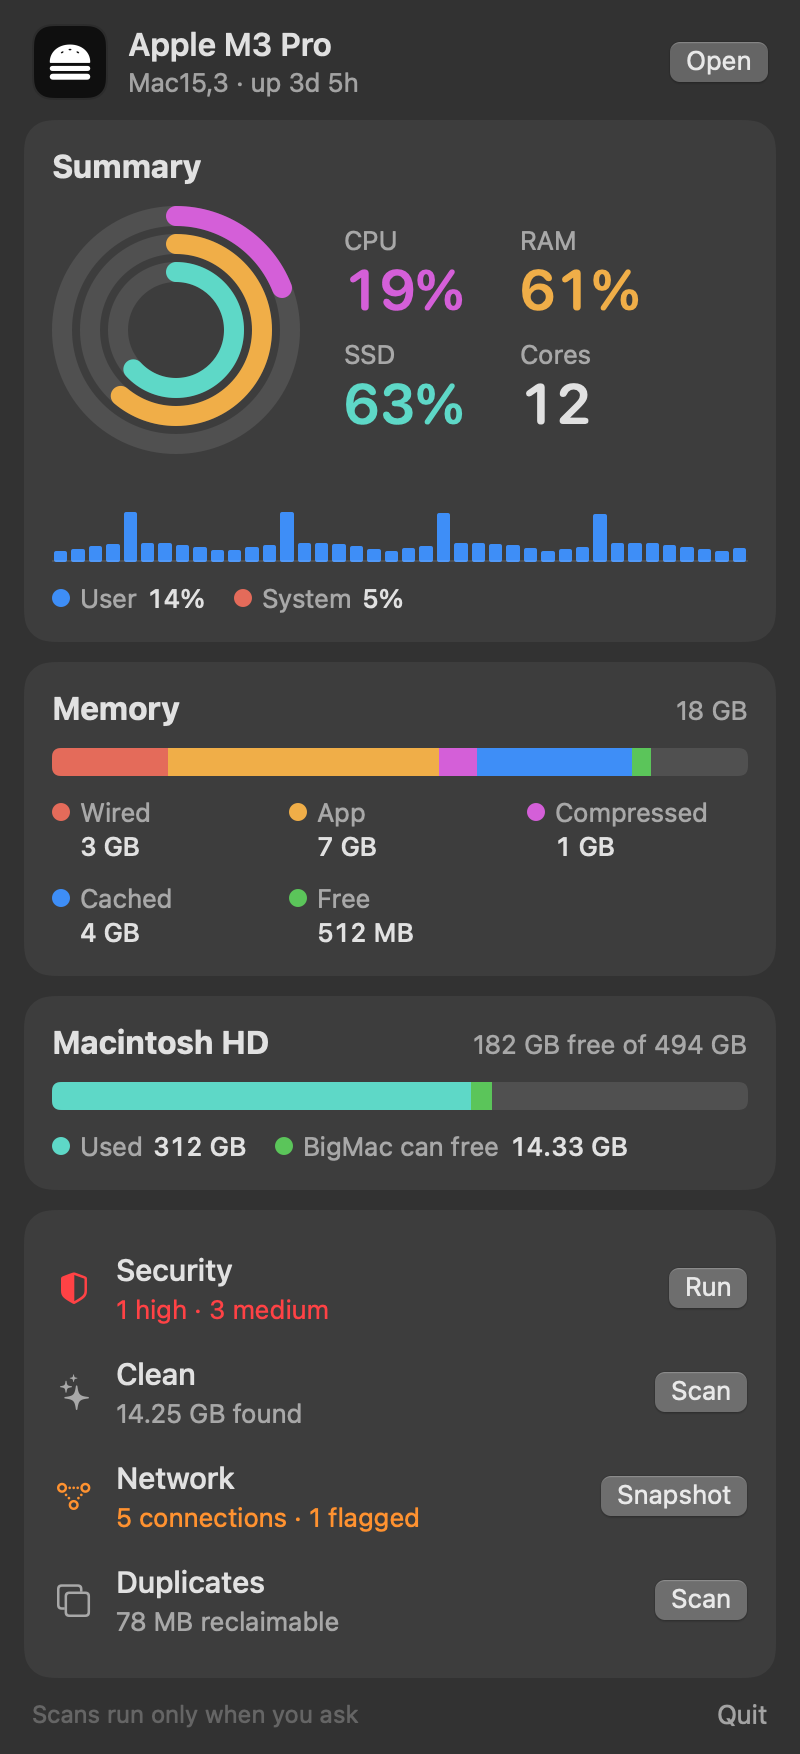 Apple M3 Pro
Mac15,3 · up 3d 5h
Open
Summary
CPU
19%
RAM
61%
SSD
63%
Cores
12
User 14% System 5%
Memory
18 GB
Wired
3 GB
App
7 GB
Compressed
1 GB
Cached
4 GB
Free
512 MB
Macintosh HD
182 GB free of 494 GB
Used 312 GB BigMac can free 14.33 GB
Security
1 high · 3 medium
Run
Clean
14.25 GB found
Scan
Network
5 connections · 1 flagged
Snapshot
Duplicates
78 MB reclaimable
Scan
Scans run only when you ask
Quit